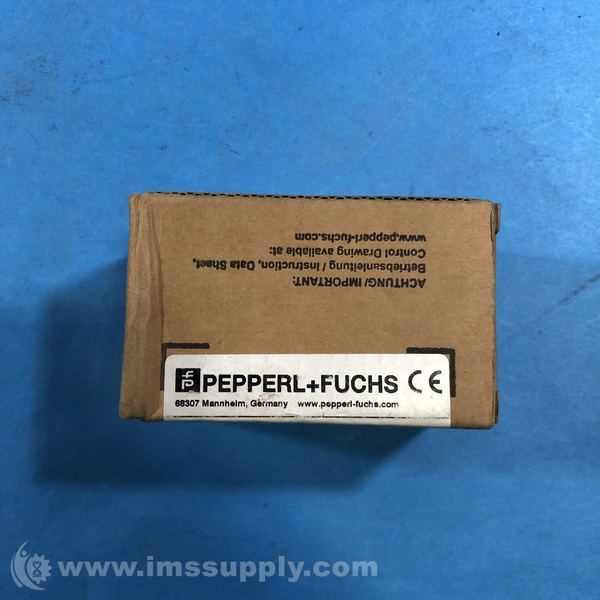 ACHTUNG/ IMPORTANT:
Betriebsanleitung / Instruction, Data Sheet,
Control Drawing available at:
www.pepperl-fuchs.com
PEPPERL+FUCHS CE
68307 Mannheim, Germany www.pepperl-fuchs.com
www.imssupply.com